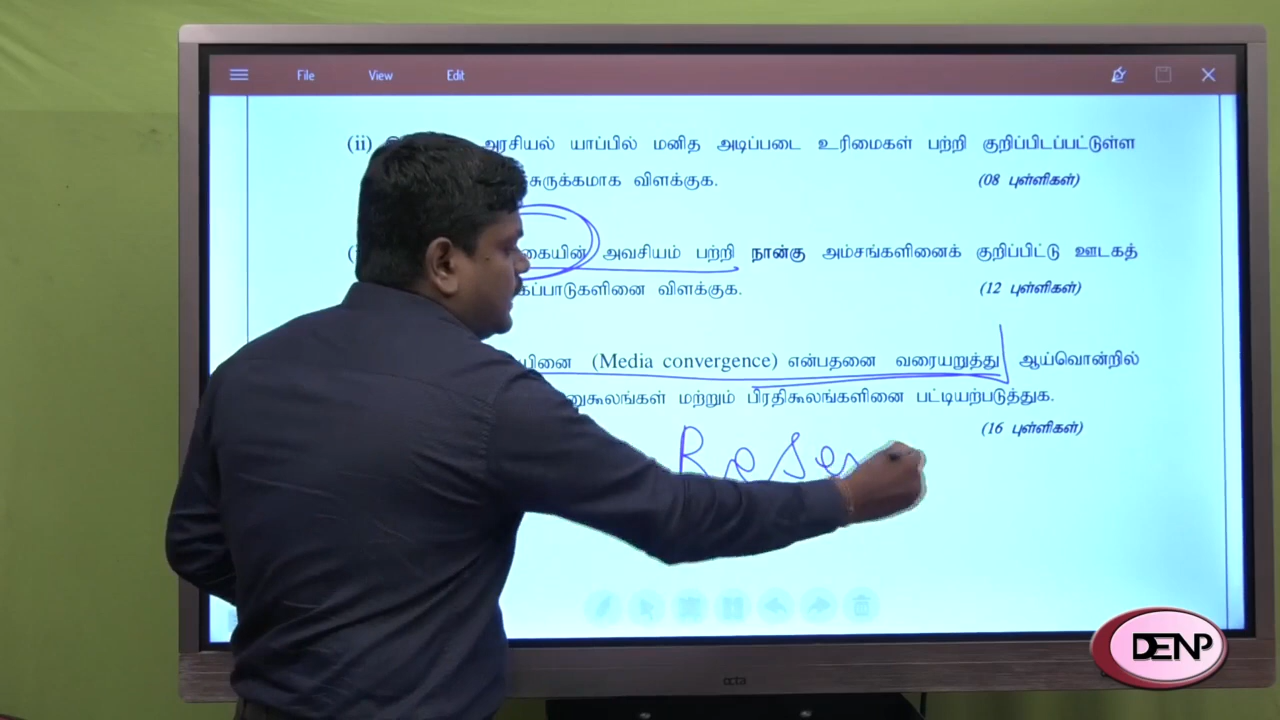 File View Edit
(ii) அரசியல் யாப்பில் மனித அடிப்படை உரிமைகள் பற்றி குறிப்பிடப்பட்டுள்ள
சுருக்கமாக விளக்குக. (08 புள்ளிகள்)
கையின் அவசியம் பற்றி நான்கு அம்சங்களினைக் குறிப்பிட்டு ஊடகத்
கப்பாடுகளினை விளக்குக. (12 புள்ளிகள்)
பினை (Media convergence) என்பதனை வரையறுத்து ஆய்வொன்றில்
னுகூலங்கள் மற்றும் பிரதிகூலங்களினை பட்டியற்படுத்துக.
(16 புள்ளிகள்)
Rese
octa
DENP